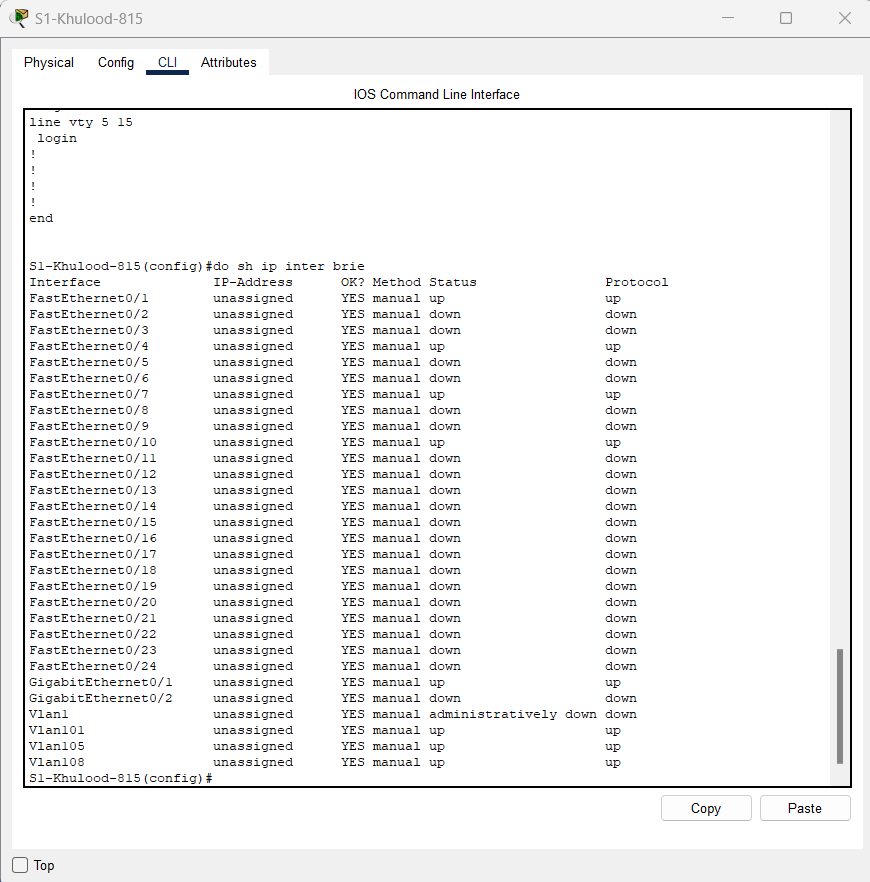 S1-Khulood-815
Physical Config CLI Attributes
IOS Command Line Interface
line vty 5 15
 login
!
!
!
!
end
S1-Khulood-815(config)#do sh ip inter brie
Interface              IP-Address      OK? Method Status                Protocol
FastEthernet0/1        unassigned      YES manual up                    up
FastEthernet0/2        unassigned      YES manual down                  down
FastEthernet0/3        unassigned      YES manual down                  down
FastEthernet0/4        unassigned      YES manual up                    up
FastEthernet0/5        unassigned      YES manual down                  down
FastEthernet0/6        unassigned      YES manual down                  down
FastEthernet0/7        unassigned      YES manual up                    up
FastEthernet0/8        unassigned      YES manual down                  down
FastEthernet0/9        unassigned      YES manual down                  down
FastEthernet0/10       unassigned      YES manual up                    up
FastEthernet0/11       unassigned      YES manual down                  down
FastEthernet0/12       unassigned      YES manual down                  down
FastEthernet0/13       unassigned      YES manual down                  down
FastEthernet0/14       unassigned      YES manual down                  down
FastEthernet0/15       unassigned      YES manual down                  down
FastEthernet0/16       unassigned      YES manual down                  down
FastEthernet0/17       unassigned      YES manual down                  down
FastEthernet0/18       unassigned      YES manual down                  down
FastEthernet0/19       unassigned      YES manual down                  down
FastEthernet0/20       unassigned      YES manual down                  down
FastEthernet0/21       unassigned      YES manual down                  down
FastEthernet0/22       unassigned      YES manual down                  down
FastEthernet0/23       unassigned      YES manual down                  down
FastEthernet0/24       unassigned      YES manual down                  down
GigabitEthernet0/1     unassigned      YES manual up                    up
GigabitEthernet0/2     unassigned      YES manual down                  down
Vlan1                  unassigned      YES manual administratively down down
Vlan101                unassigned      YES manual up                    up
Vlan105                unassigned      YES manual up                    up
Vlan108                unassigned      YES manual up                    up
S1-Khulood-815(config)#
Copy Paste
Top